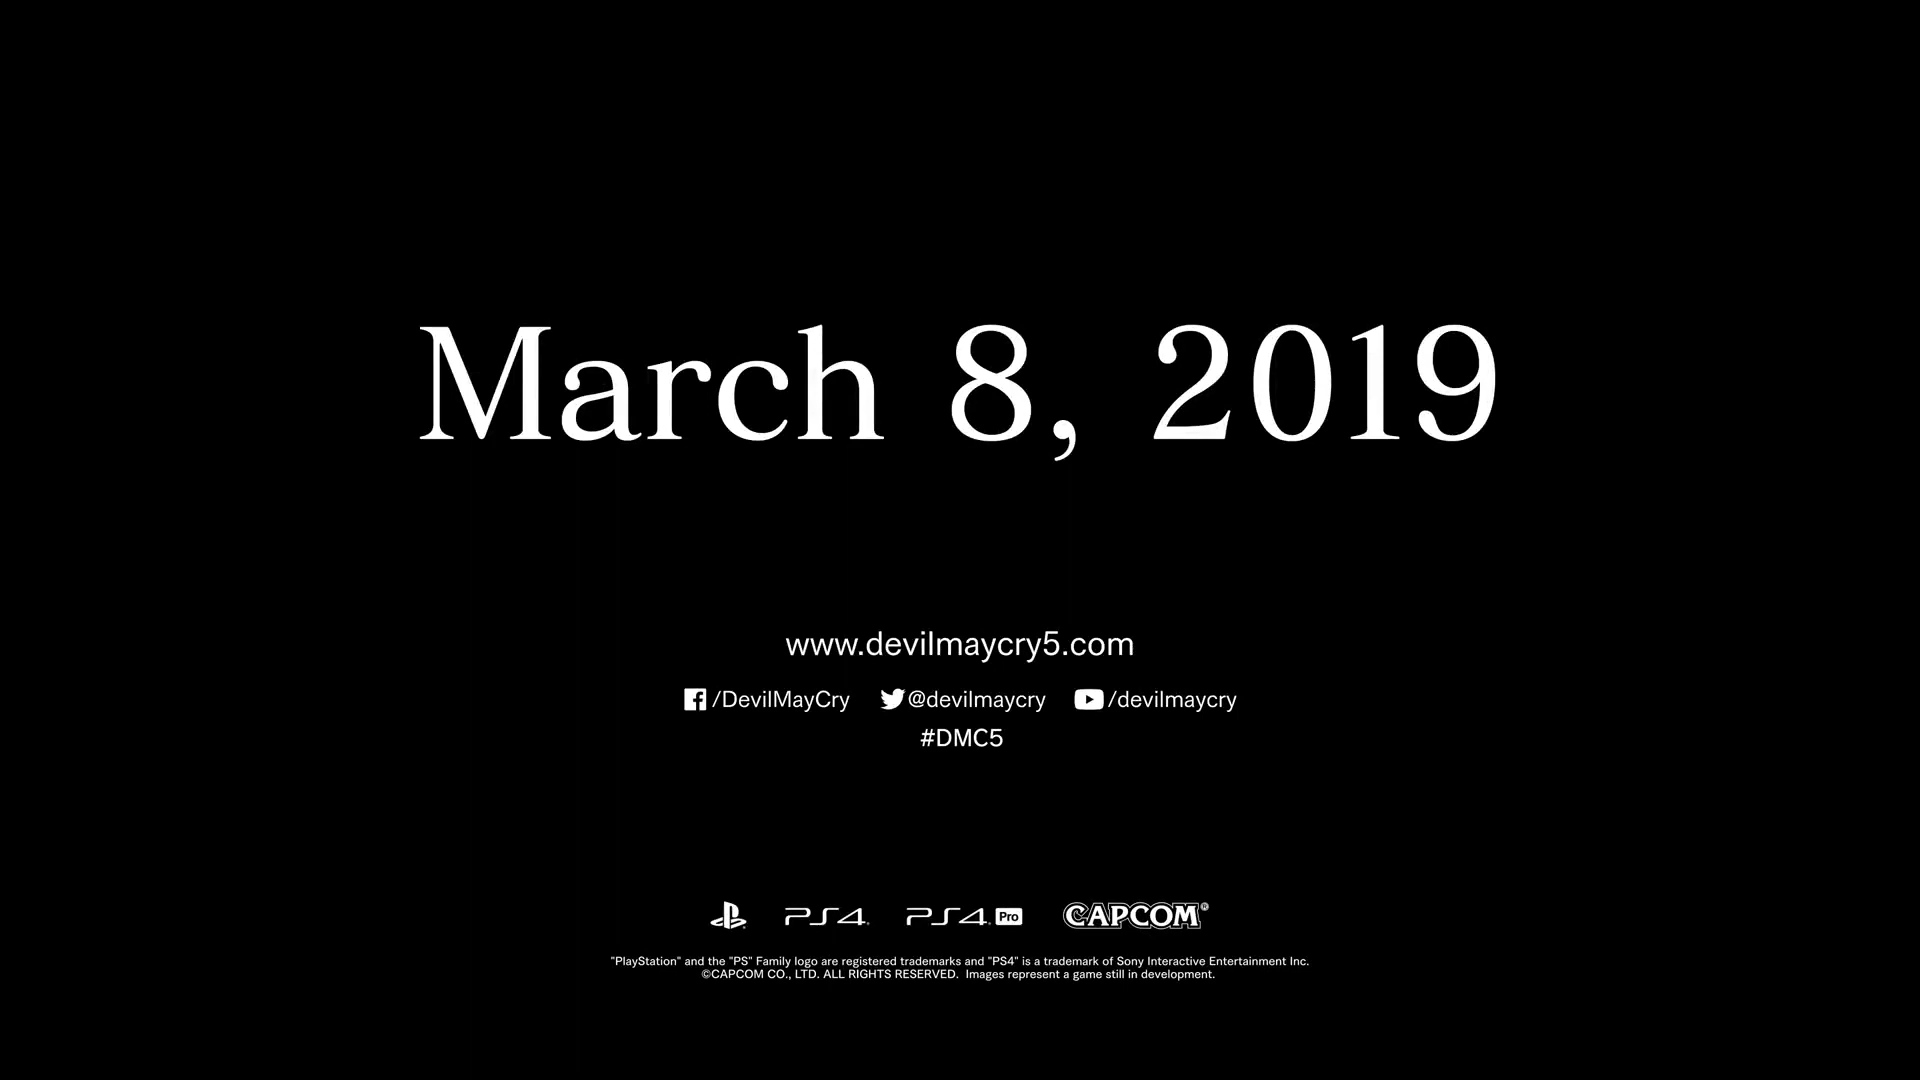 March 8, 2019
www.devilmaycry5.com
/DevilMayCry @devilmaycry /devilmaycry
#DMC5
PS4 PS4 Pro CAPCOM®
"PlayStation" and the "PS" Family logo are registered trademarks and "PS4" is a trademark of Sony Interactive Entertainment Inc.
©CAPCOM CO., LTD. ALL RIGHTS RESERVED. Images represent a game still in development.